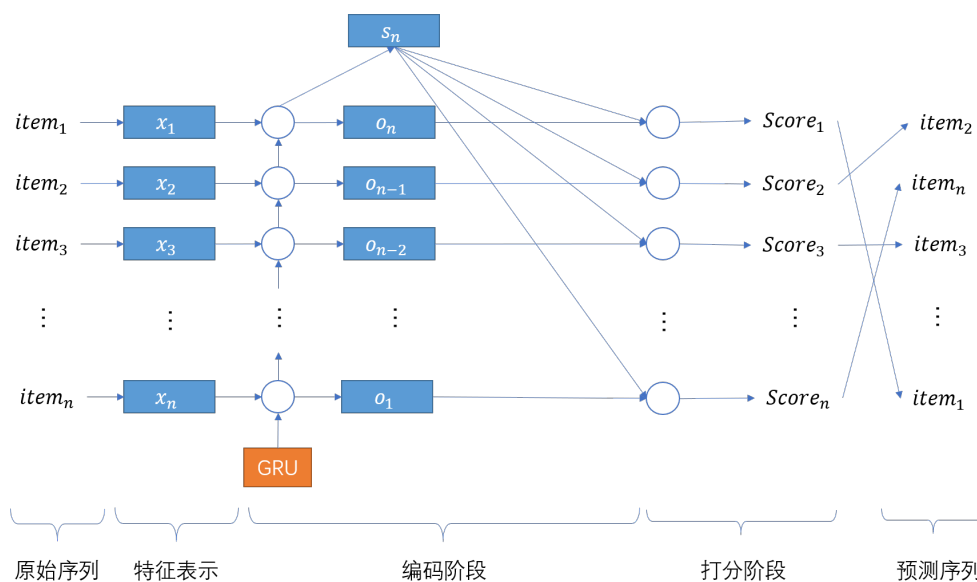 s_n
item_1 x_1 o_n Score_1 item_2
item_2 x_2 o_{n-1} Score_2 item_n
item_3 x_3 o_{n-2} Score_3 item_3
⋮ ⋮ ⋮ ⋮ ⋮ ⋮ ⋮
item_n x_n o_1 Score_n item_1
GRU
原始序列 特征表示 编码阶段 打分阶段 预测序列